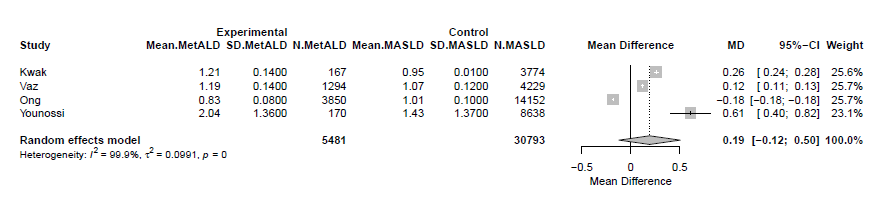 Experimental Control
Study Mean.MetALD SD.MetALD N.MetALD Mean.MASLD SD.MASLD N.MASLD Mean Difference MD 95%−CI Weight
Kwak 1.21 0.1400 167 0.95 0.0100 3774 0.26 [ 0.24; 0.28] 25.6%
Vaz 1.19 0.1400 1294 1.07 0.1200 4229 0.12 [ 0.11; 0.13] 25.7%
Ong 0.83 0.0800 3850 1.01 0.1000 14152 −0.18 [−0.18; −0.18] 25.7%
Younossi 2.04 1.3600 170 1.43 1.3700 8638 0.61 [ 0.40; 0.82] 23.1%
Random effects model 5481 30793 0.19 [−0.12; 0.50] 100.0%
Heterogeneity: I² = 99.9%, τ² = 0.0991, p = 0
−0.5 0 0.5
Mean Difference